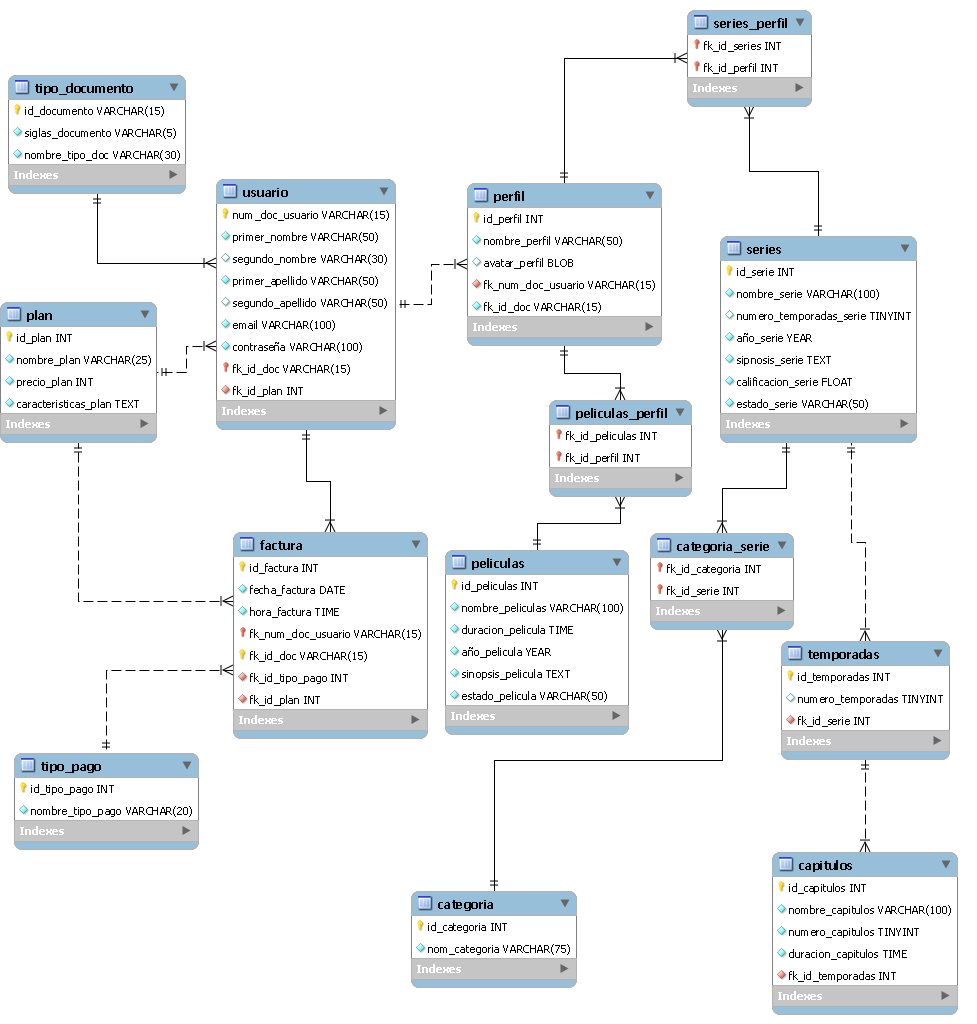 series_perfil
fk_id_series INT
fk_id_perfil INT
Indexes
tipo_documento
id_documento VARCHAR(15)
siglas_documento VARCHAR(5)
nombre_tipo_doc VARCHAR(30)
Indexes
usuario
num_doc_usuario VARCHAR(15)
primer_nombre VARCHAR(50)
segundo_nombre VARCHAR(30)
primer_apellido VARCHAR(50)
segundo_apellido VARCHAR(50)
email VARCHAR(100)
contraseña VARCHAR(100)
fk_id_doc VARCHAR(15)
fk_id_plan INT
Indexes
perfil
id_perfil INT
nombre_perfil VARCHAR(50)
avatar_perfil BLOB
fk_num_doc_usuario VARCHAR(15)
fk_id_doc VARCHAR(15)
Indexes
series
id_serie INT
nombre_serie VARCHAR(100)
numero_temporadas_serie TINYINT
año_serie YEAR
sipnosis_serie TEXT
calificacion_serie FLOAT
estado_serie VARCHAR(50)
Indexes
plan
id_plan INT
nombre_plan VARCHAR(25)
precio_plan INT
caracteristicas_plan TEXT
Indexes
peliculas_perfil
fk_id_peliculas INT
fk_id_perfil INT
Indexes
factura
id_factura INT
fecha_factura DATE
hora_factura TIME
fk_num_doc_usuario VARCHAR(15)
fk_id_doc VARCHAR(15)
fk_id_tipo_pago INT
fk_id_plan INT
Indexes
peliculas
id_peliculas INT
nombre_peliculas VARCHAR(100)
duracion_pelicula TIME
año_pelicula YEAR
sinopsis_pelicula TEXT
estado_pelicula VARCHAR(50)
Indexes
categoria_serie
fk_id_categoria INT
fk_id_serie INT
Indexes
temporadas
id_temporadas INT
numero_temporadas TINYINT
fk_id_serie INT
Indexes
tipo_pago
id_tipo_pago INT
nombre_tipo_pago VARCHAR(20)
Indexes
categoria
id_categoria INT
nom_categoria VARCHAR(75)
Indexes
capitulos
id_capitulos INT
nombre_capitulos VARCHAR(100)
numero_capitulos TINYINT
duracion_capitulos TIME
fk_id_temporadas INT
Indexes